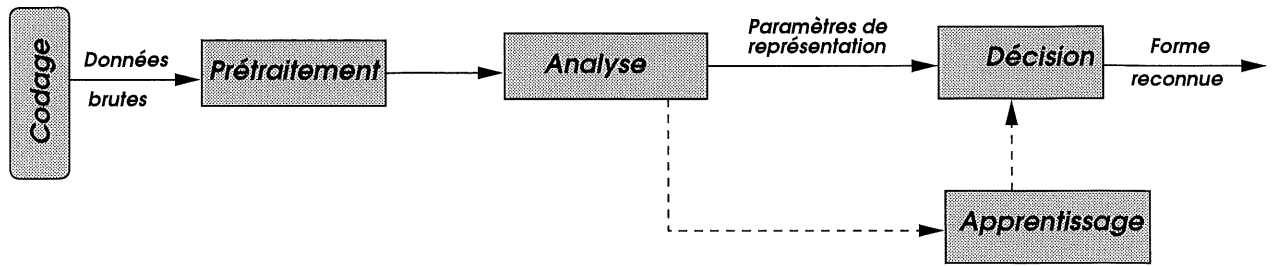 Codage
Données
brutes
Prétraitement
Analyse
Paramètres de
représentation
Décision
Forme
reconnue
Apprentissage